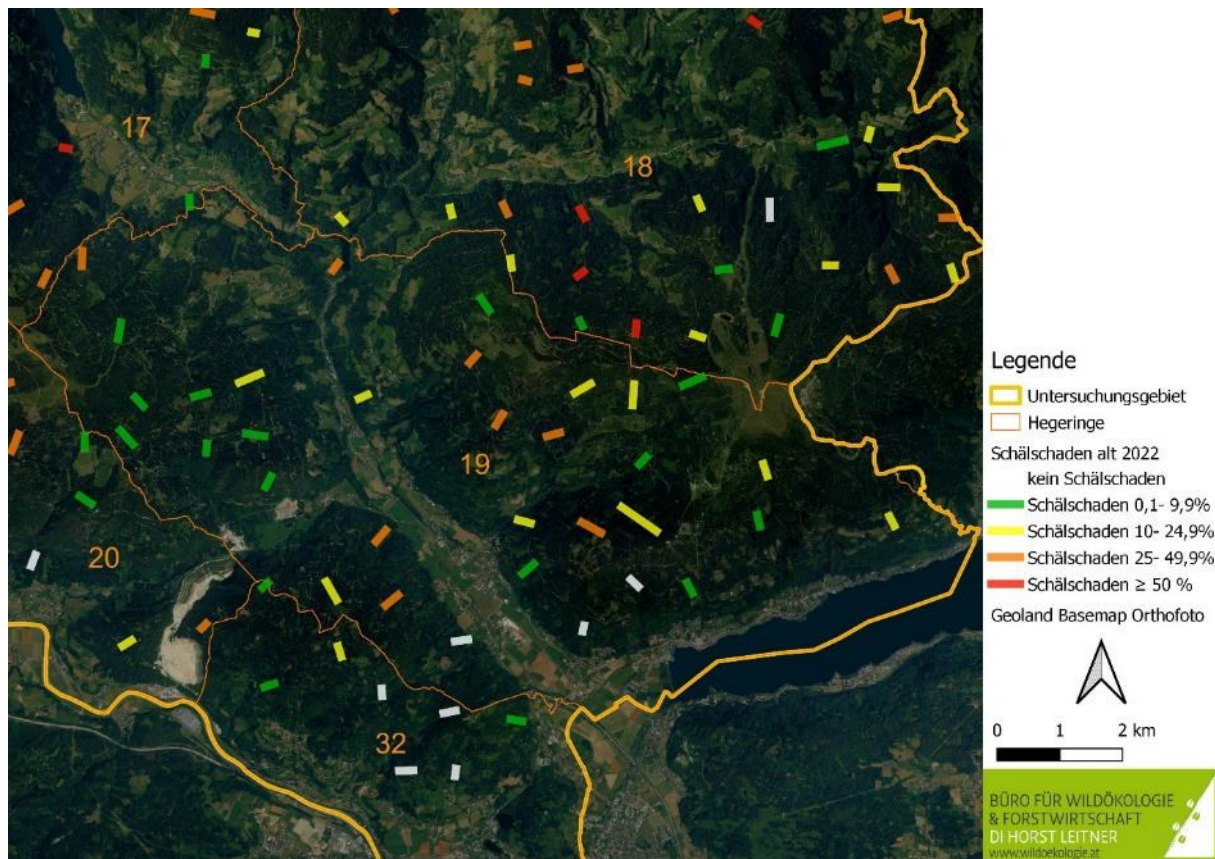 17
18
19
20
32
Legende
Untersuchungsgebiet
Hegeringe
Schälschaden alt 2022
kein Schälschaden
Schälschaden 0,1- 9,9%
Schälschaden 10- 24,9%
Schälschaden 25- 49,9%
Schälschaden ≥ 50 %
Geoland Basemap Orthofoto
0 1 2 km
BÜRO FÜR WILDÖKOLOGIE
& FORSTWIRTSCHAFT
DI HORST LEITNER
www.wildoekologie.at